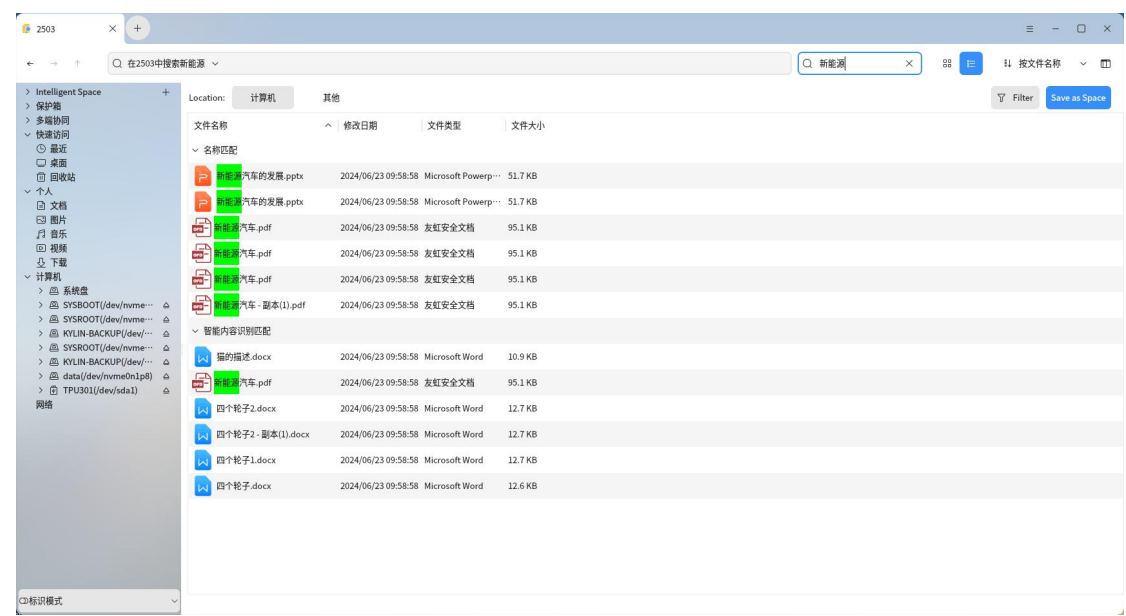 2503
在2503中搜索新能源
新能源
按文件名称
Intelligent Space
保护箱
多端协同
快速访问
最近
桌面
回收站
个人
文档
图片
音乐
视频
下载
计算机
系统盘
SYSBOOT(/dev/nvme···
SYSROOT(/dev/nvme···
KYLIN-BACKUP(/dev/···
SYSROOT(/dev/nvme···
KYLIN-BACKUP(/dev/···
data(/dev/nvme0n1p8)
TPU301(/dev/sda1)
网络
标识模式
Location: 计算机 其他 Filter Save as Space
文件名称 修改日期 文件类型 文件大小
名称匹配
新能源汽车的发展.pptx 2024/06/23 09:58:58 Microsoft Powerp··· 51.7 KB
新能源汽车的发展.pptx 2024/06/23 09:58:58 Microsoft Powerp··· 51.7 KB
新能源汽车.pdf 2024/06/23 09:58:58 友虹安全文档 95.1 KB
新能源汽车.pdf 2024/06/23 09:58:58 友虹安全文档 95.1 KB
新能源汽车.pdf 2024/06/23 09:58:58 友虹安全文档 95.1 KB
新能源汽车 - 副本(1).pdf 2024/06/23 09:58:58 友虹安全文档 95.1 KB
智能内容识别匹配
猫的描述.docx 2024/06/23 09:58:58 Microsoft Word 10.9 KB
新能源汽车.pdf 2024/06/23 09:58:58 友虹安全文档 95.1 KB
四个轮子2.docx 2024/06/23 09:58:58 Microsoft Word 12.7 KB
四个轮子2 - 副本(1).docx 2024/06/23 09:58:58 Microsoft Word 12.7 KB
四个轮子1.docx 2024/06/23 09:58:58 Microsoft Word 12.7 KB
四个轮子.docx 2024/06/23 09:58:58 Microsoft Word 12.6 KB